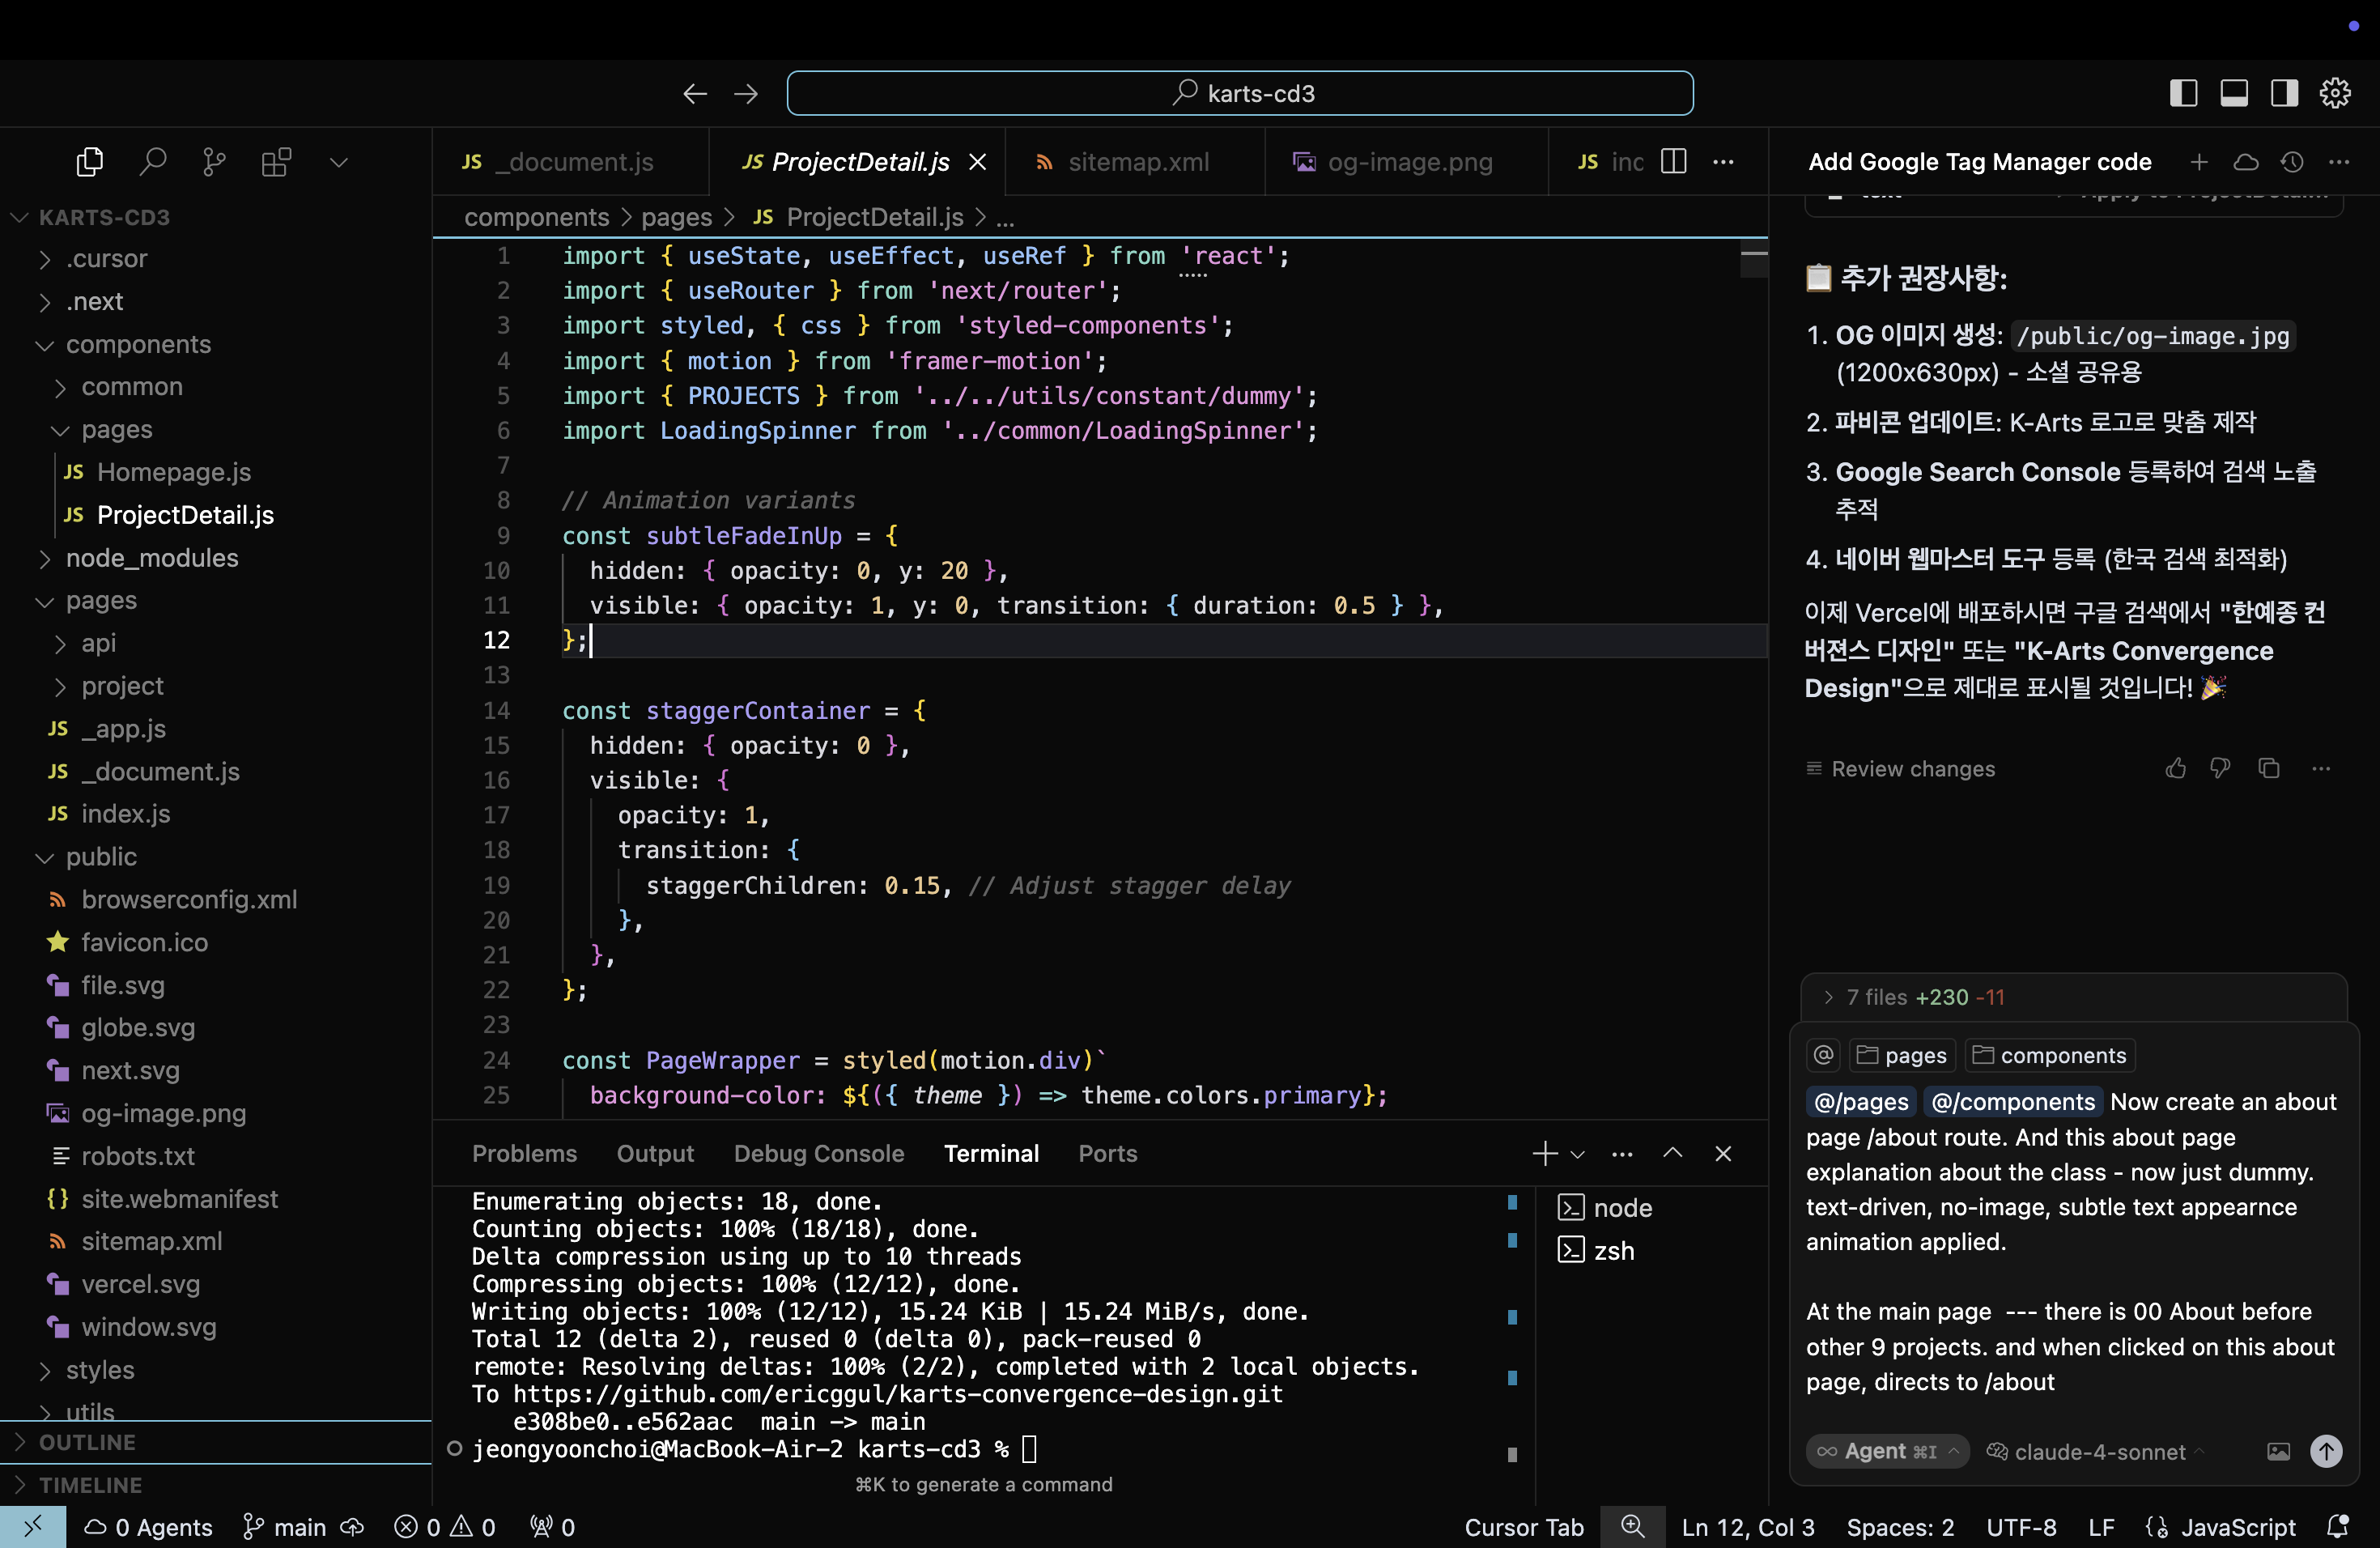 karts-cd3
KARTS-CD3
.cursor
.next
components
common
pages
JS Homepage.js
JS ProjectDetail.js
node_modules
pages
api
project
JS _app.js
JS _document.js
JS index.js
public
browserconfig.xml
favicon.ico
file.svg
globe.svg
next.svg
og-image.png
robots.txt
{} site.webmanifest
sitemap.xml
vercel.svg
window.svg
styles
utils
OUTLINE
TIMELINE
JS _document.js
JS ProjectDetail.js
sitemap.xml
og-image.png
JS inc
components > pages > JS ProjectDetail.js > ...
1 import { useState, useEffect, useRef } from 'react';
2 import { useRouter } from 'next/router';
3 import styled, { css } from 'styled-components';
4 import { motion } from 'framer-motion';
5 import { PROJECTS } from '../../utils/constant/dummy';
6 import LoadingSpinner from '../common/LoadingSpinner';
7
8 // Animation variants
9 const subtleFadeInUp = {
10 hidden: { opacity: 0, y: 20 },
11 visible: { opacity: 1, y: 0, transition: { duration: 0.5 } },
12 };
13
14 const staggerContainer = {
15 hidden: { opacity: 0 },
16 visible: {
17 opacity: 1,
18 transition: {
19 staggerChildren: 0.15, // Adjust stagger delay
20 },
21 },
22 };
23
24 const PageWrapper = styled(motion.div)`
25 background-color: ${({ theme }) => theme.colors.primary};
Problems Output Debug Console Terminal Ports
Enumerating objects: 18, done.
Counting objects: 100% (18/18), done.
Delta compression using up to 10 threads
Compressing objects: 100% (12/12), done.
Writing objects: 100% (12/12), 15.24 KiB | 15.24 MiB/s, done.
Total 12 (delta 2), reused 0 (delta 0), pack-reused 0
remote: Resolving deltas: 100% (2/2), completed with 2 local objects.
To https://github.com/ericggul/karts-convergence-design.git
e308be0..e562aac main -> main
jeongyoonchoi@MacBook-Air-2 karts-cd3 %
⌘K to generate a command
node
zsh
Add Google Tag Manager code
📋 추가 권장사항:
1. OG 이미지 생성: /public/og-image.jpg
(1200x630px) - 소셜 공유용
2. 파비콘 업데이트: K-Arts 로고로 맞춤 제작
3. Google Search Console 등록하여 검색 노출
추적
4. 네이버 웹마스터 도구 등록 (한국 검색 최적화)
이제 Vercel에 배포하시면 구글 검색에서 "한예종 컨
버젼스 디자인" 또는 "K-Arts Convergence
Design"으로 제대로 표시될 것입니다! 🎉
Review changes
7 files +230 -11
@ pages components
@/pages @/components Now create an about
page /about route. And this about page
explanation about the class - now just dummy.
text-driven, no-image, subtle text appearnce
animation applied.
At the main page --- there is 00 About before
other 9 projects. and when clicked on this about
page, directs to /about
∞ Agent ⌘I claude-4-sonnet
0 Agents main 0 0 0
Cursor Tab Ln 12, Col 3 Spaces: 2 UTF-8 LF JavaScript